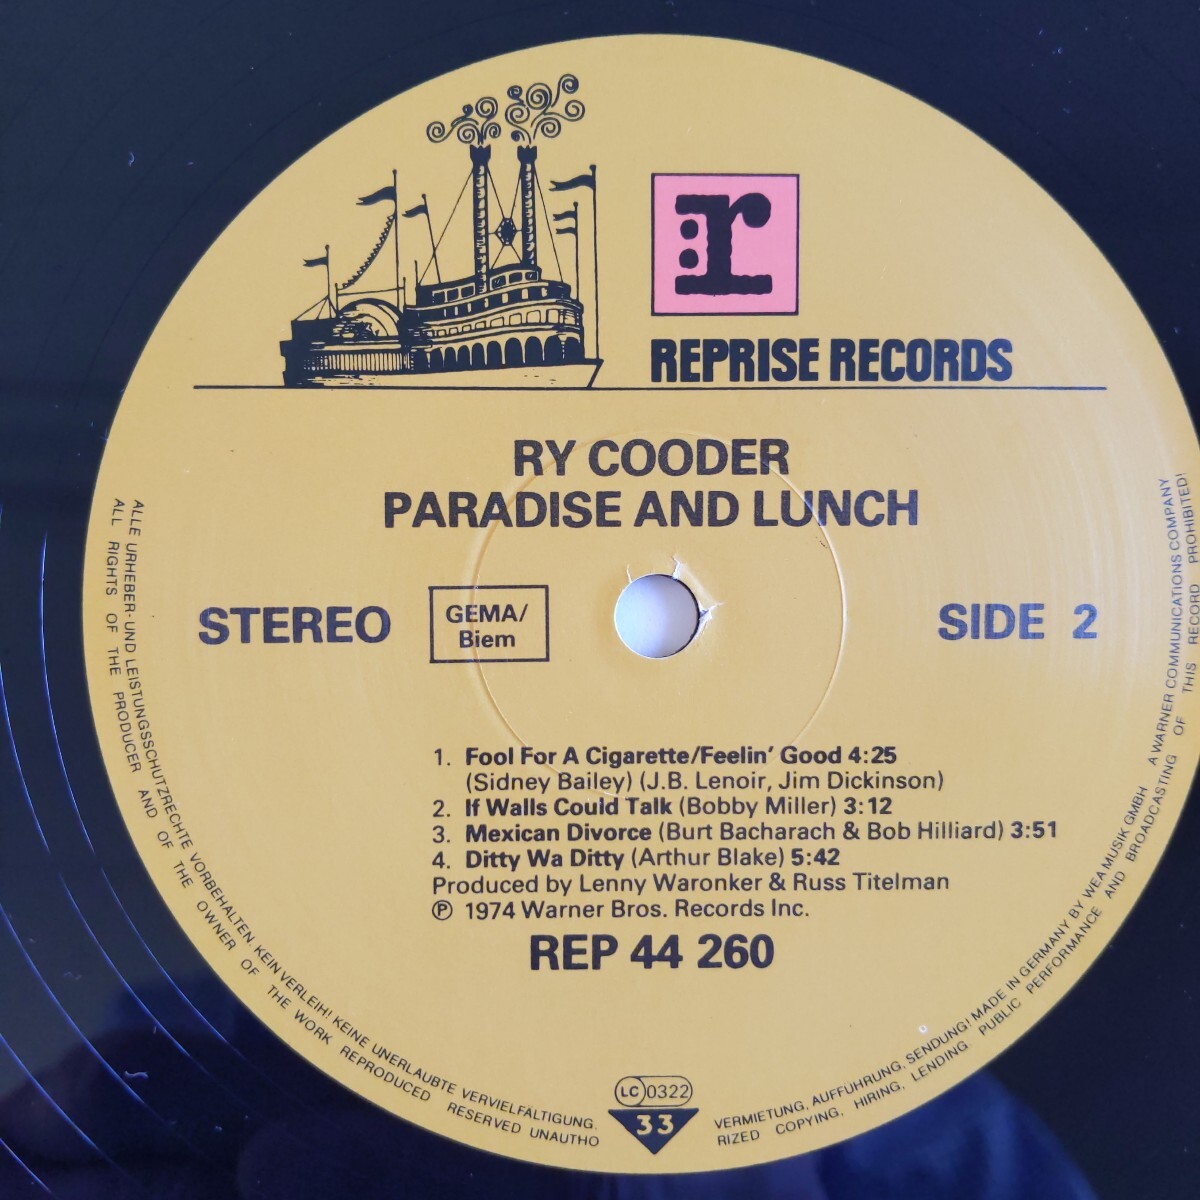 r
REPRISE RECORDS
RY COODER
PARADISE AND LUNCH
STEREO
GEMA/
Biem
SIDE 2
1. Fool For A Cigarette/Feelin' Good 4:25
(Sidney Bailey) (J.B. Lenoir, Jim Dickinson)
2. If Walls Could Talk (Bobby Miller) 3:12
3. Mexican Divorce (Burt Bacharach & Bob Hilliard) 3:51
4. Ditty Wa Ditty (Arthur Blake) 5:42
Produced by Lenny Waronker & Russ Titelman
℗ 1974 Warner Bros. Records Inc.
REP 44 260
LC 0322
33
ALLE URHEBER- UND LEISTUNGSSCHUTZRECHTE VORBEHALTEN. KEIN VERLEIH! KEINE UNERLAUBTE VERVIELFÄLTIGUNG. VERMIETUNG, AUFFÜHRUNG, SENDUNG! MADE IN GERMANY BY WEA MUSIK GMBH A WARNER COMMUNICATIONS COMPANY
ALL RIGHTS OF THE PRODUCER AND OF THE OWNER OF THE WORK REPRODUCED RESERVED UNAUTHO RIZED COPYING, HIRING, LENDING, PUBLIC PERFORMANCE AND BROADCASTING OF THIS RECORD PROHIBITED!